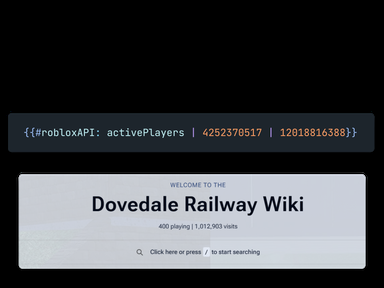 {{#robloxAPI: activePlayers | 4252370517 | 12018816388}}
WELCOME TO THE
Dovedale Railway Wiki
400 playing | 1,012,903 visits
Click here or press / to start searching